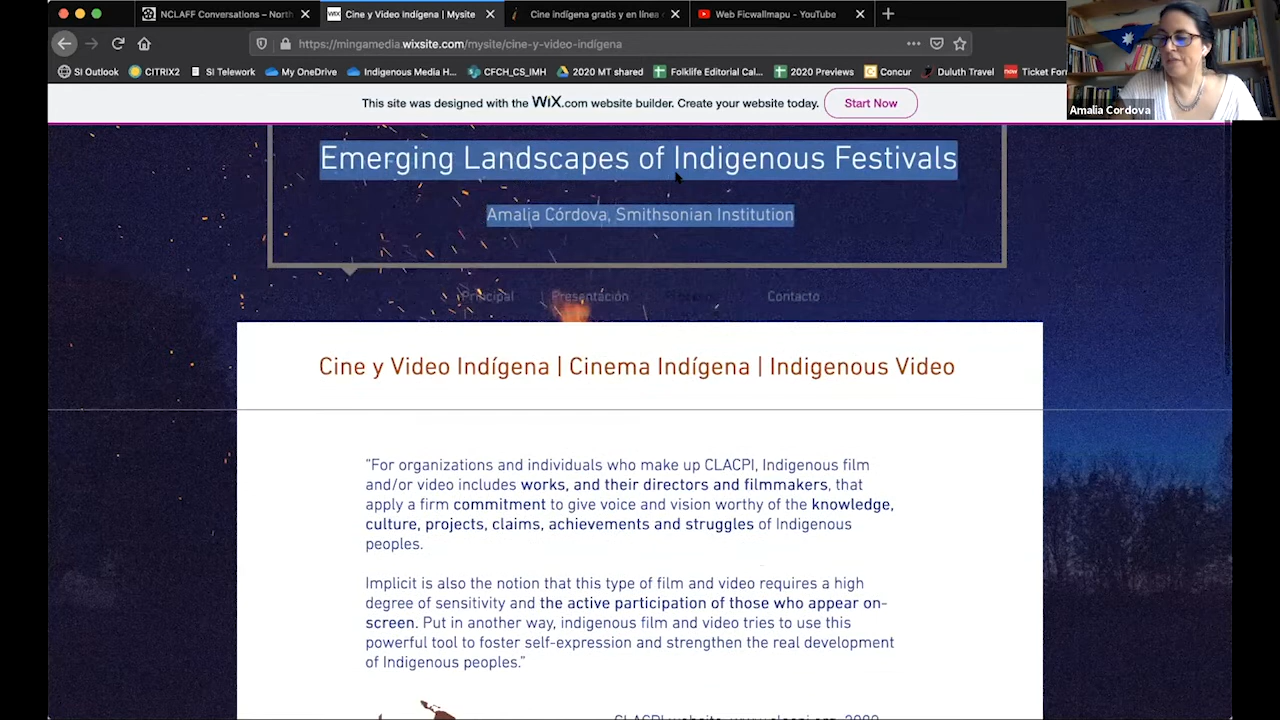 NCLAFF Conversations – North
Cine y Video indígena | Mysite
Cine indígena gratis y en línea
Web Ficwallmapu - YouTube
https://mingamedia.wixsite.com/mysite/cine-y-video-indígena
SI Outlook
CITRIX2
SI Telework
My OneDrive
Indigenous Media H...
CFCH_CS_IMH
2020 MT shared
Folklife Editorial Cal...
2020 Previews
Concur
Duluth Travel
Ticket For
Amalia Cordova
This site was designed with the WiX.com website builder. Create your website today.
Start Now
Emerging Landscapes of Indigenous Festivals
Amalia Córdova, Smithsonian Institution
Principal
Presentación
Contacto
Cine y Video Indígena | Cinema Indígena | Indigenous Video
“For organizations and individuals who make up CLACPI, Indigenous film
and/or video includes works, and their directors and filmmakers, that
apply a firm commitment to give voice and vision worthy of the knowledge,
culture, projects, claims, achievements and struggles of Indigenous
peoples.
Implicit is also the notion that this type of film and video requires a high
degree of sensitivity and the active participation of those who appear on-
screen. Put in another way, indigenous film and video tries to use this
powerful tool to foster self-expression and strengthen the real development
of Indigenous peoples.”
CLACPI website, www.clacpi.org, 2009